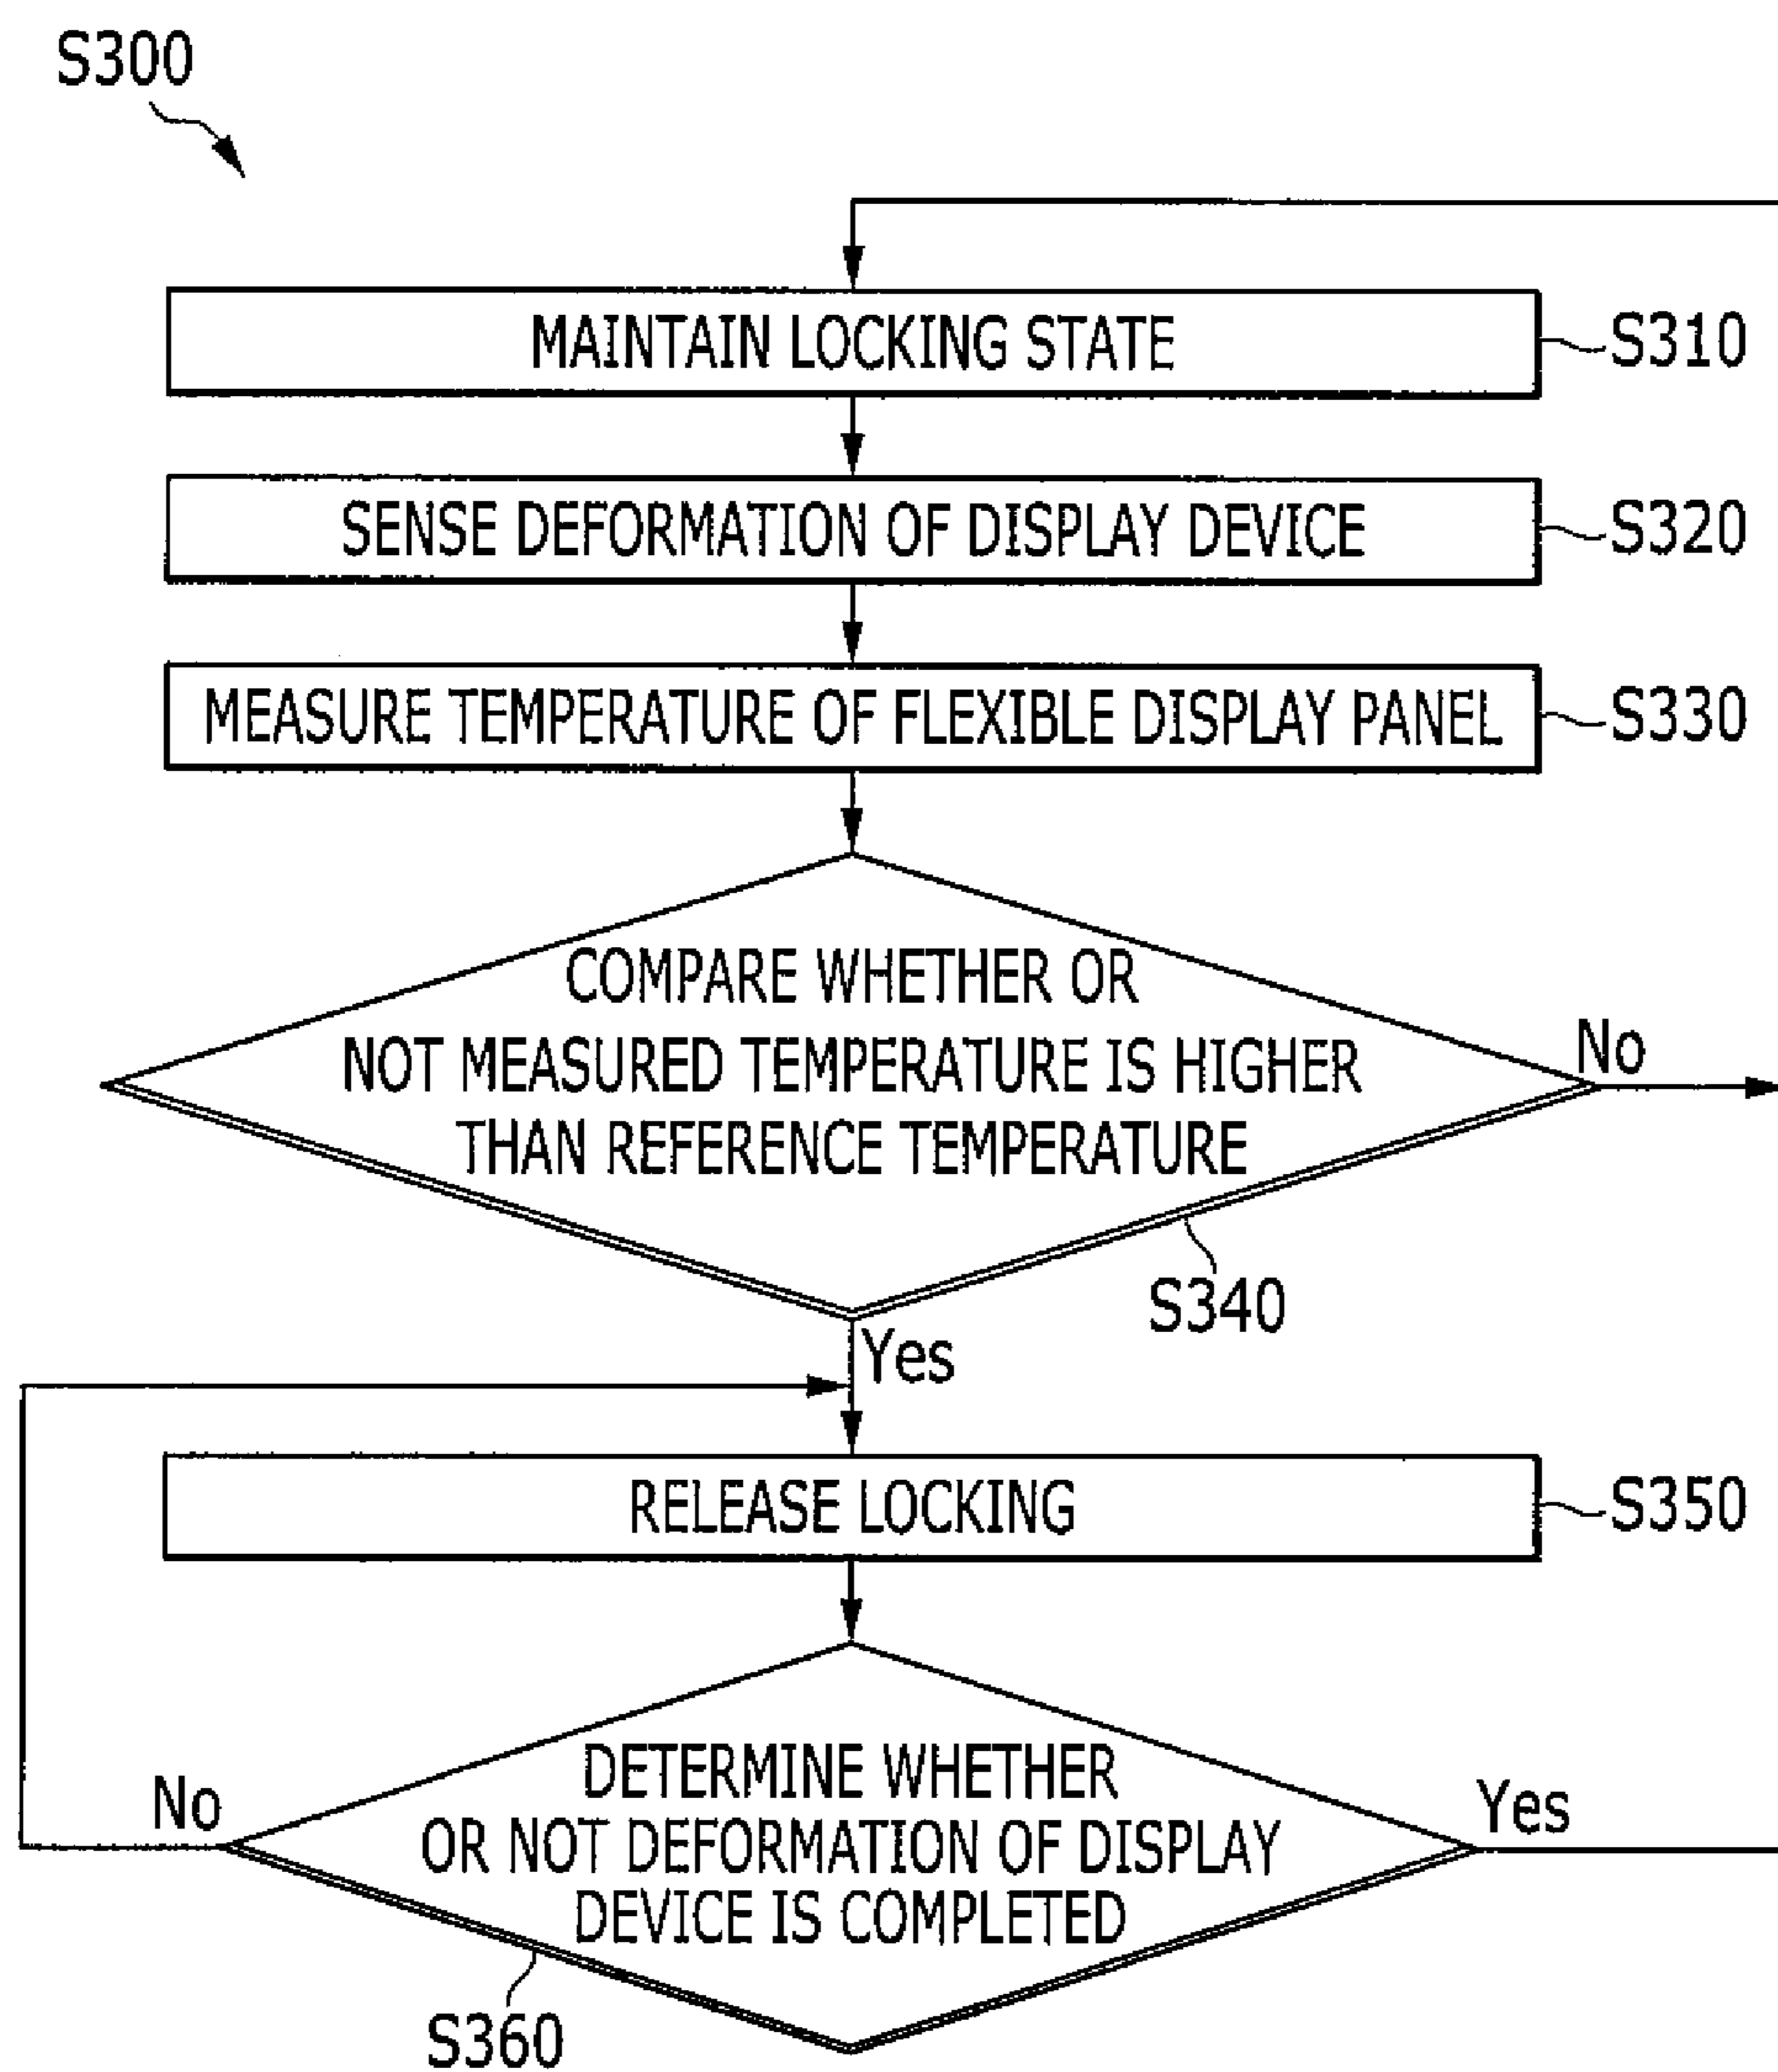 S300
MAINTAIN LOCKING STATE
S310
SENSE DEFORMATION OF DISPLAY DEVICE
S320
MEASURE TEMPERATURE OF FLEXIBLE DISPLAY PANEL
S330
COMPARE WHETHER OR
NOT MEASURED TEMPERATURE IS HIGHER
THAN REFERENCE TEMPERATURE
No
S340
Yes
RELEASE LOCKING
S350
DETERMINE WHETHER
OR NOT DEFORMATION OF DISPLAY
DEVICE IS COMPLETED
No
Yes
S360